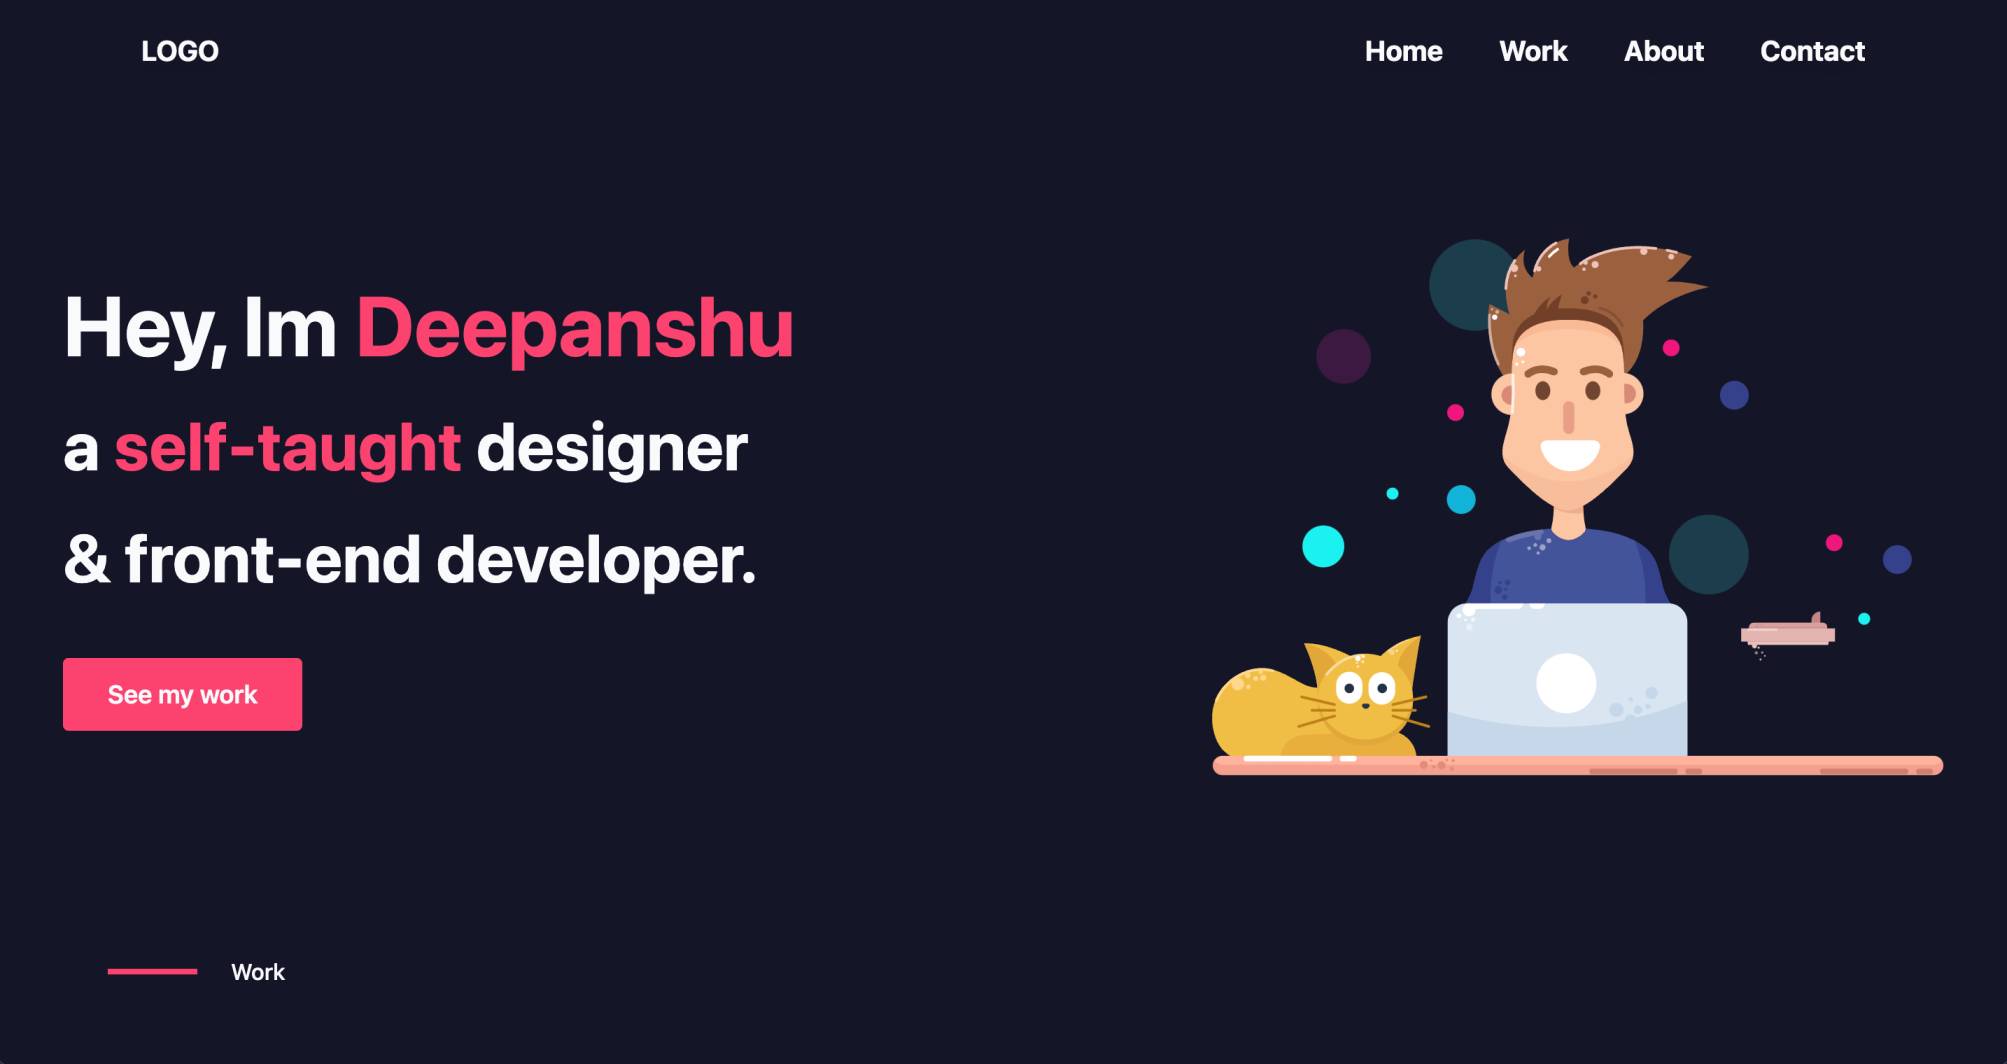 LOGO
Home Work About Contact
Hey, Im Deepanshu
a self-taught designer
& front-end developer.
See my work
Work